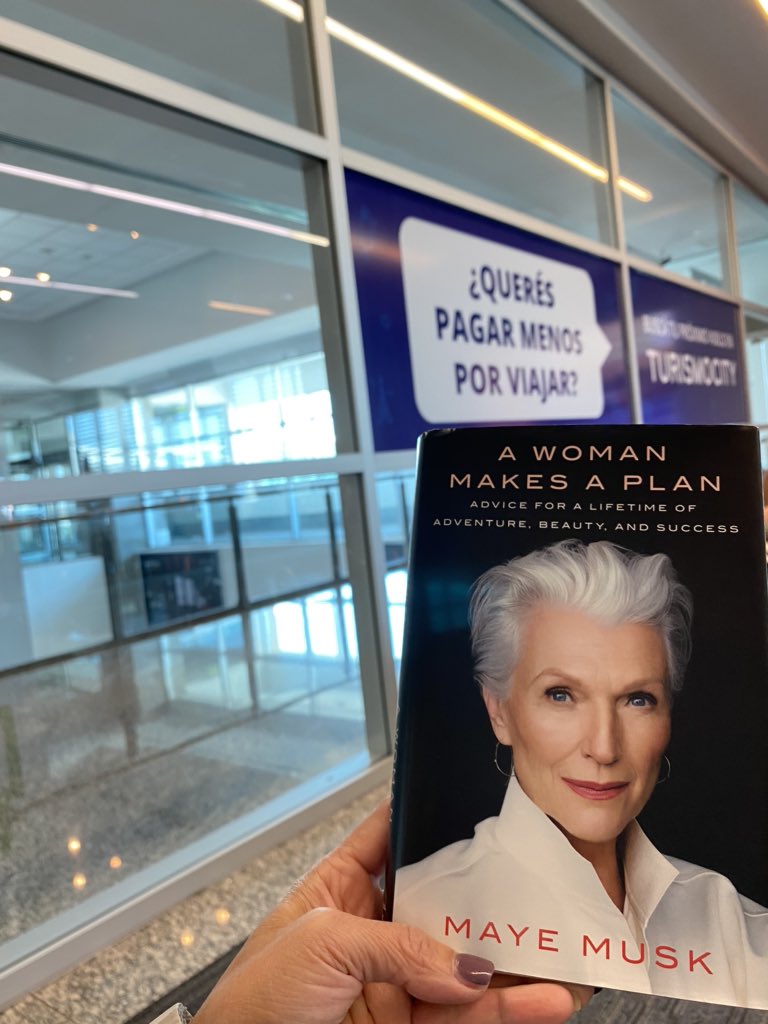 ¿QUERÉS
PAGAR MENOS
POR VIAJAR?
TURISMOCITY
A WOMAN
MAKES A PLAN
ADVICE FOR A LIFETIME OF
ADVENTURE, BEAUTY, AND SUCCESS
MAYE MUSK